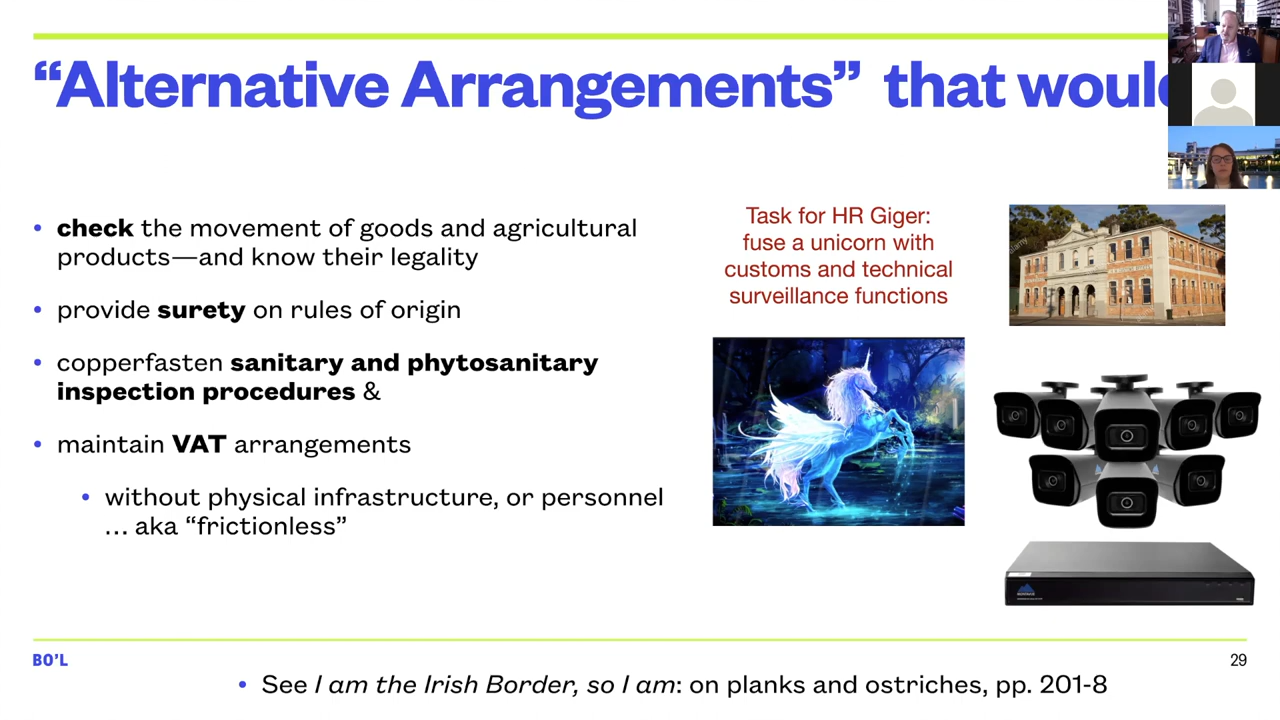 “Alternative Arrangements” that would
• check the movement of goods and agricultural
products—and know their legality
• provide surety on rules of origin
• copperfasten sanitary and phytosanitary
inspection procedures &
• maintain VAT arrangements
• without physical infrastructure, or personnel
… aka “frictionless”
Task for HR Giger:
fuse a unicorn with
customs and technical
surveillance functions
BO’L
29
• See I am the Irish Border, so I am: on planks and ostriches, pp. 201-8